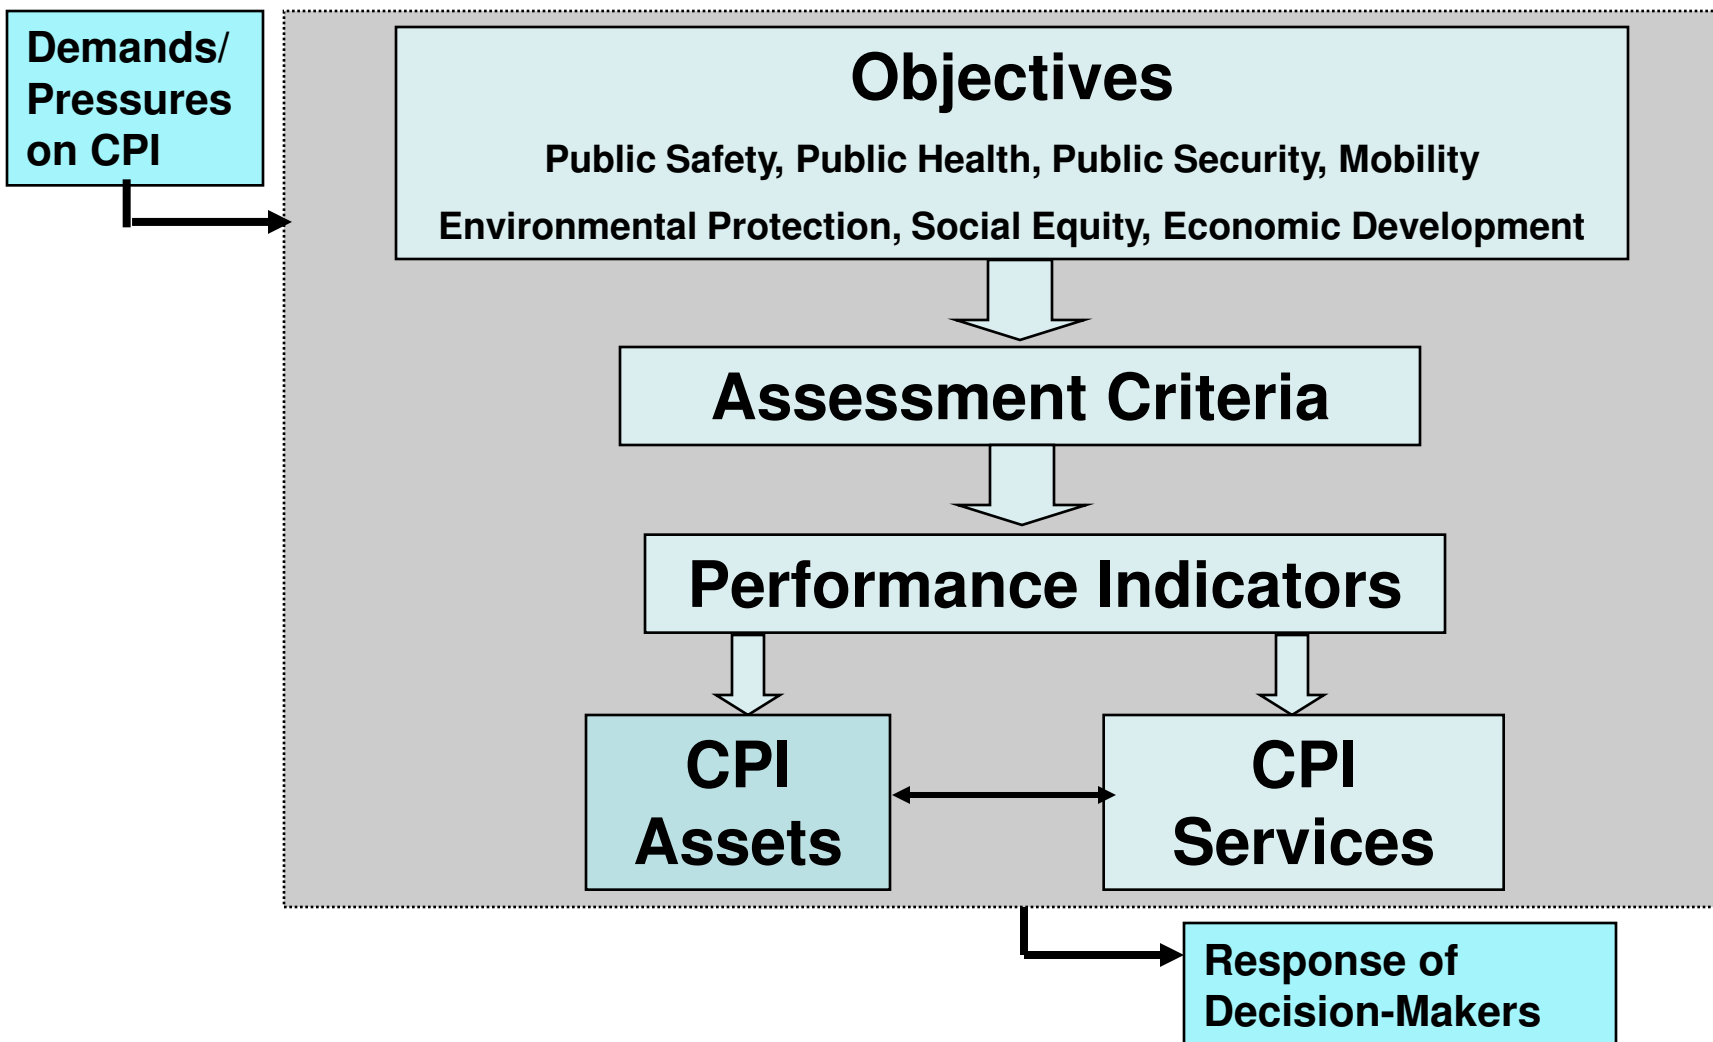 Demands/
Pressures
on CPI
Objectives
Public Safety, Public Health, Public Security, Mobility
Environmental Protection, Social Equity, Economic Development
Assessment Criteria
Performance Indicators
CPI
Assets
CPI
Services
Response of
Decision-Makers